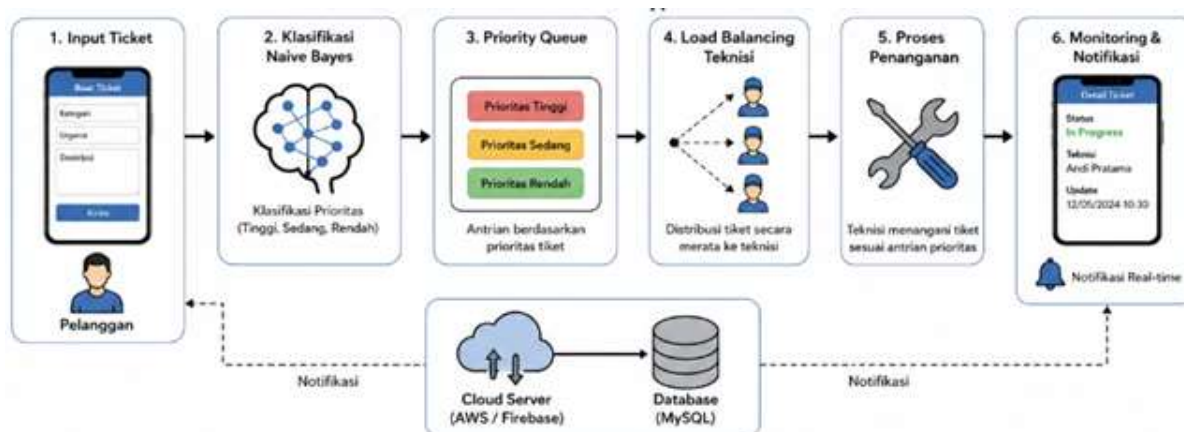 1. Input Ticket
Buat Ticket
Kategori
Urgensi
Deskripsi
Kirim
Pelanggan
2. Klasifikasi
Naive Bayes
Klasifikasi Prioritas
(Tinggi, Sedang, Rendah)
3. Priority Queue
Prioritas Tinggi
Prioritas Sedang
Prioritas Rendah
Antrian berdasarkan
prioritas tiket
4. Load Balancing
Teknisi
Distribusi tiket secara
merata ke teknisi
5. Proses
Penanganan
Teknisi menangani tiket
sesuai antrian prioritas
6. Monitoring &
Notifikasi
Detail Ticket
Status
In Progress
Teknisi
Andi Pratama
Update
12/05/2024 10:30
Notifikasi Real-time
Notifikasi
Cloud Server
(AWS / Firebase)
Database
(MySQL)
Notifikasi